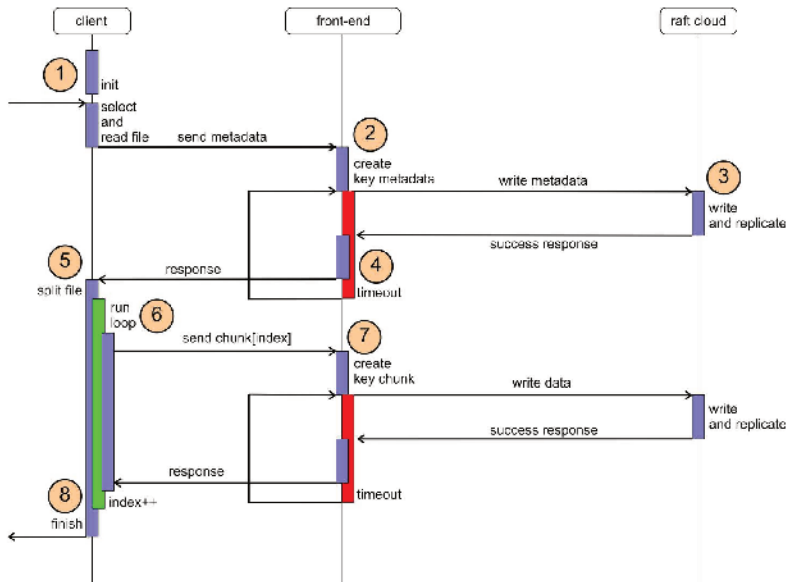 client
front-end
raft cloud
1
init
select
and
read file
send metadata
2
create
key metadata
write metadata
3
write
and replicate
success response
4
response
timeout
5
split file
run
loop
6
send chunk[index]
7
create
key chunk
write data
write
and replicate
success response
response
timeout
8
index++
finish